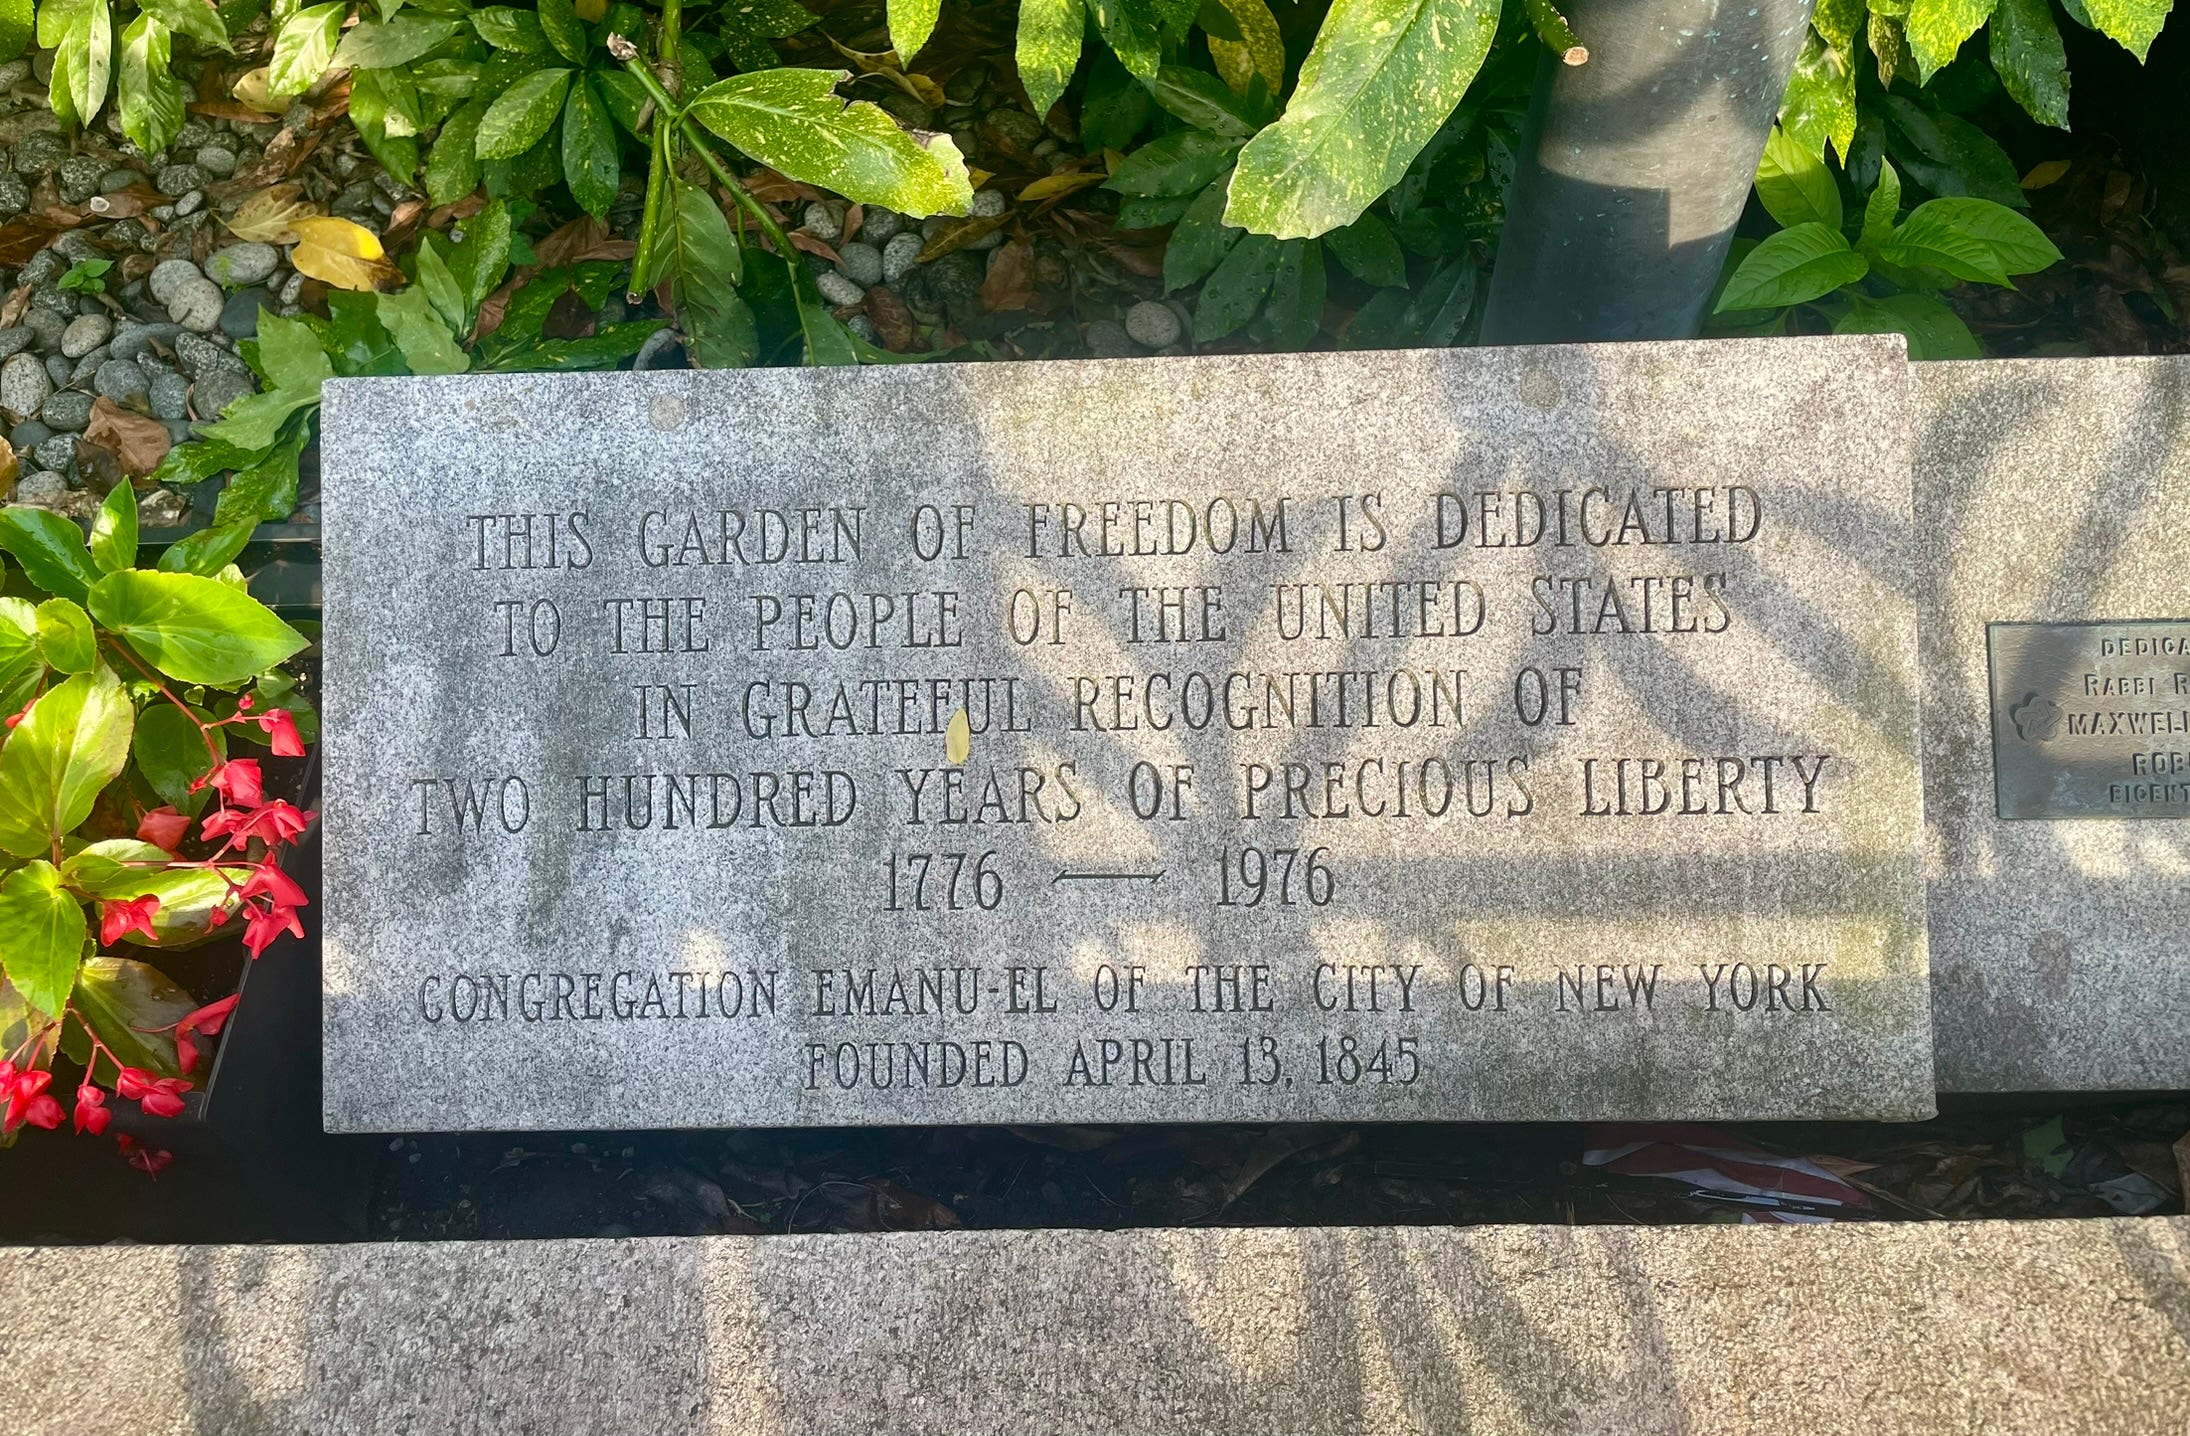 THIS GARDEN OF FREEDOM IS DEDICATED
TO THE PEOPLE OF THE UNITED STATES
IN GRATEFUL RECOGNITION OF
TWO HUNDRED YEARS OF PRECIOUS LIBERTY
1776 — 1976
CONGREGATION EMANU-EL OF THE CITY OF NEW YORK
FOUNDED APRIL 13, 1845
RABBI